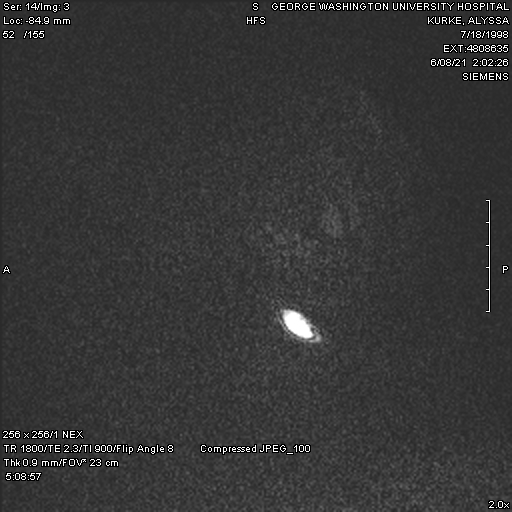 Ser: 14/Img: 3
Loc: -84.9 mm
52 /155
S
HFS
GEORGE WASHINGTON UNIVERSITY HOSPITAL
KURKE, ALYSSA
7/18/1998
EXT:4808635
6/08/21 2:02:26
SIEMENS
A
P
256 x 256/1 NEX
TR 1800/TE 2.3/TI 900/Flip Angle 8
Compressed JPEG_100
Thk 0.9 mm/FOV* 23 cm
5:08:57
2.0x